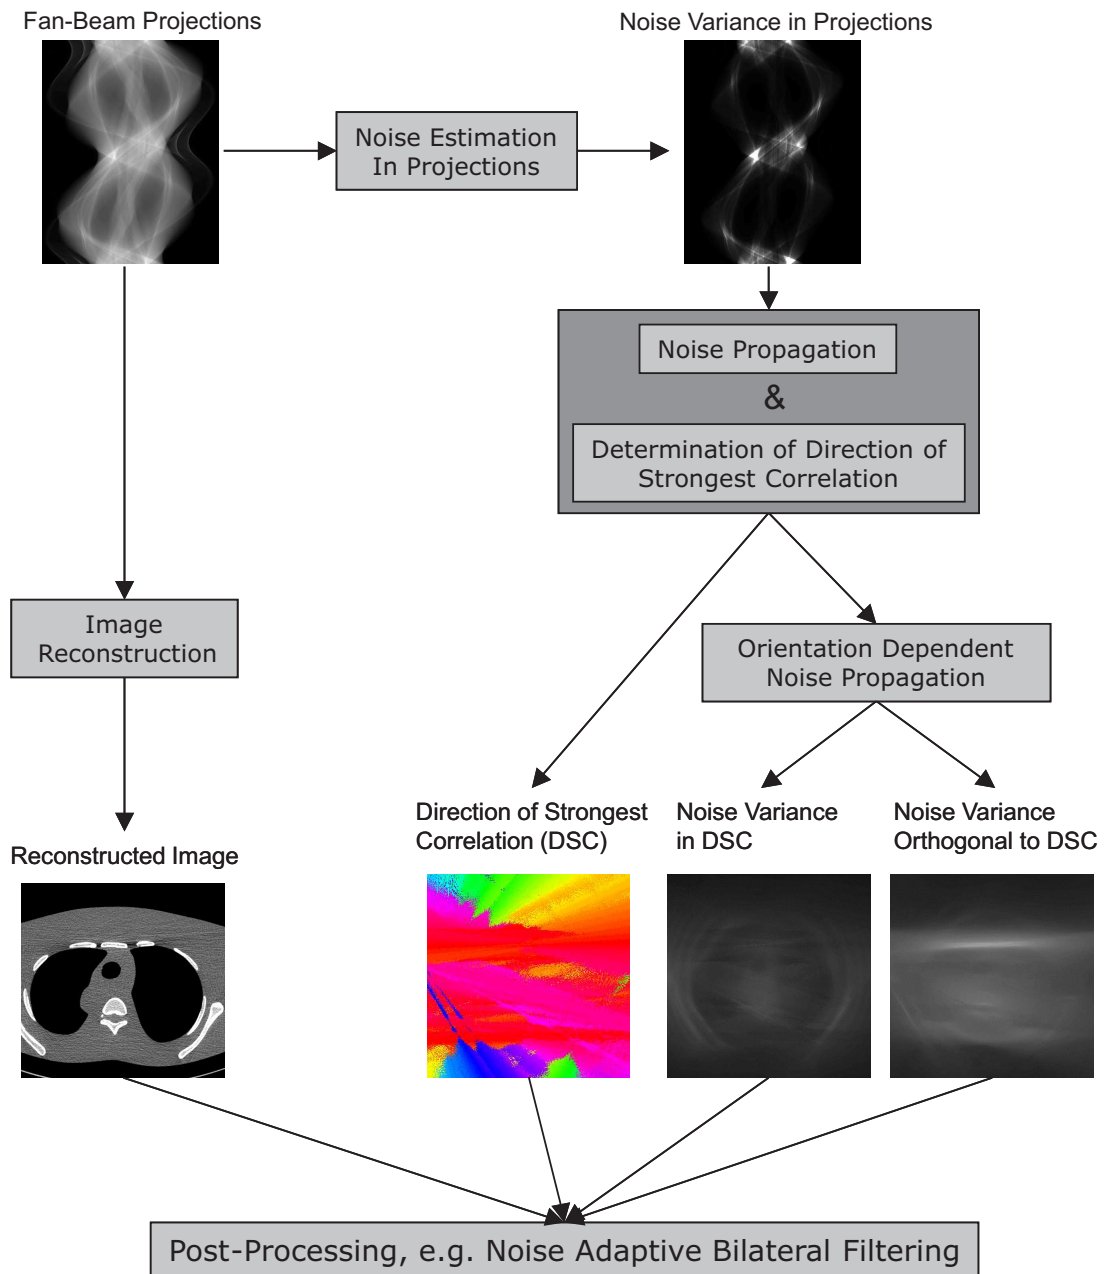 Fan-Beam Projections
Noise Variance in Projections
Noise Estimation
In Projections
Noise Propagation
&
Determination of Direction of
Strongest Correlation
Image
Reconstruction
Orientation Dependent
Noise Propagation
Direction of Strongest
Correlation (DSC)
Noise Variance
in DSC
Noise Variance
Orthogonal to DSC
Reconstructed Image
Post-Processing, e.g. Noise Adaptive Bilateral Filtering